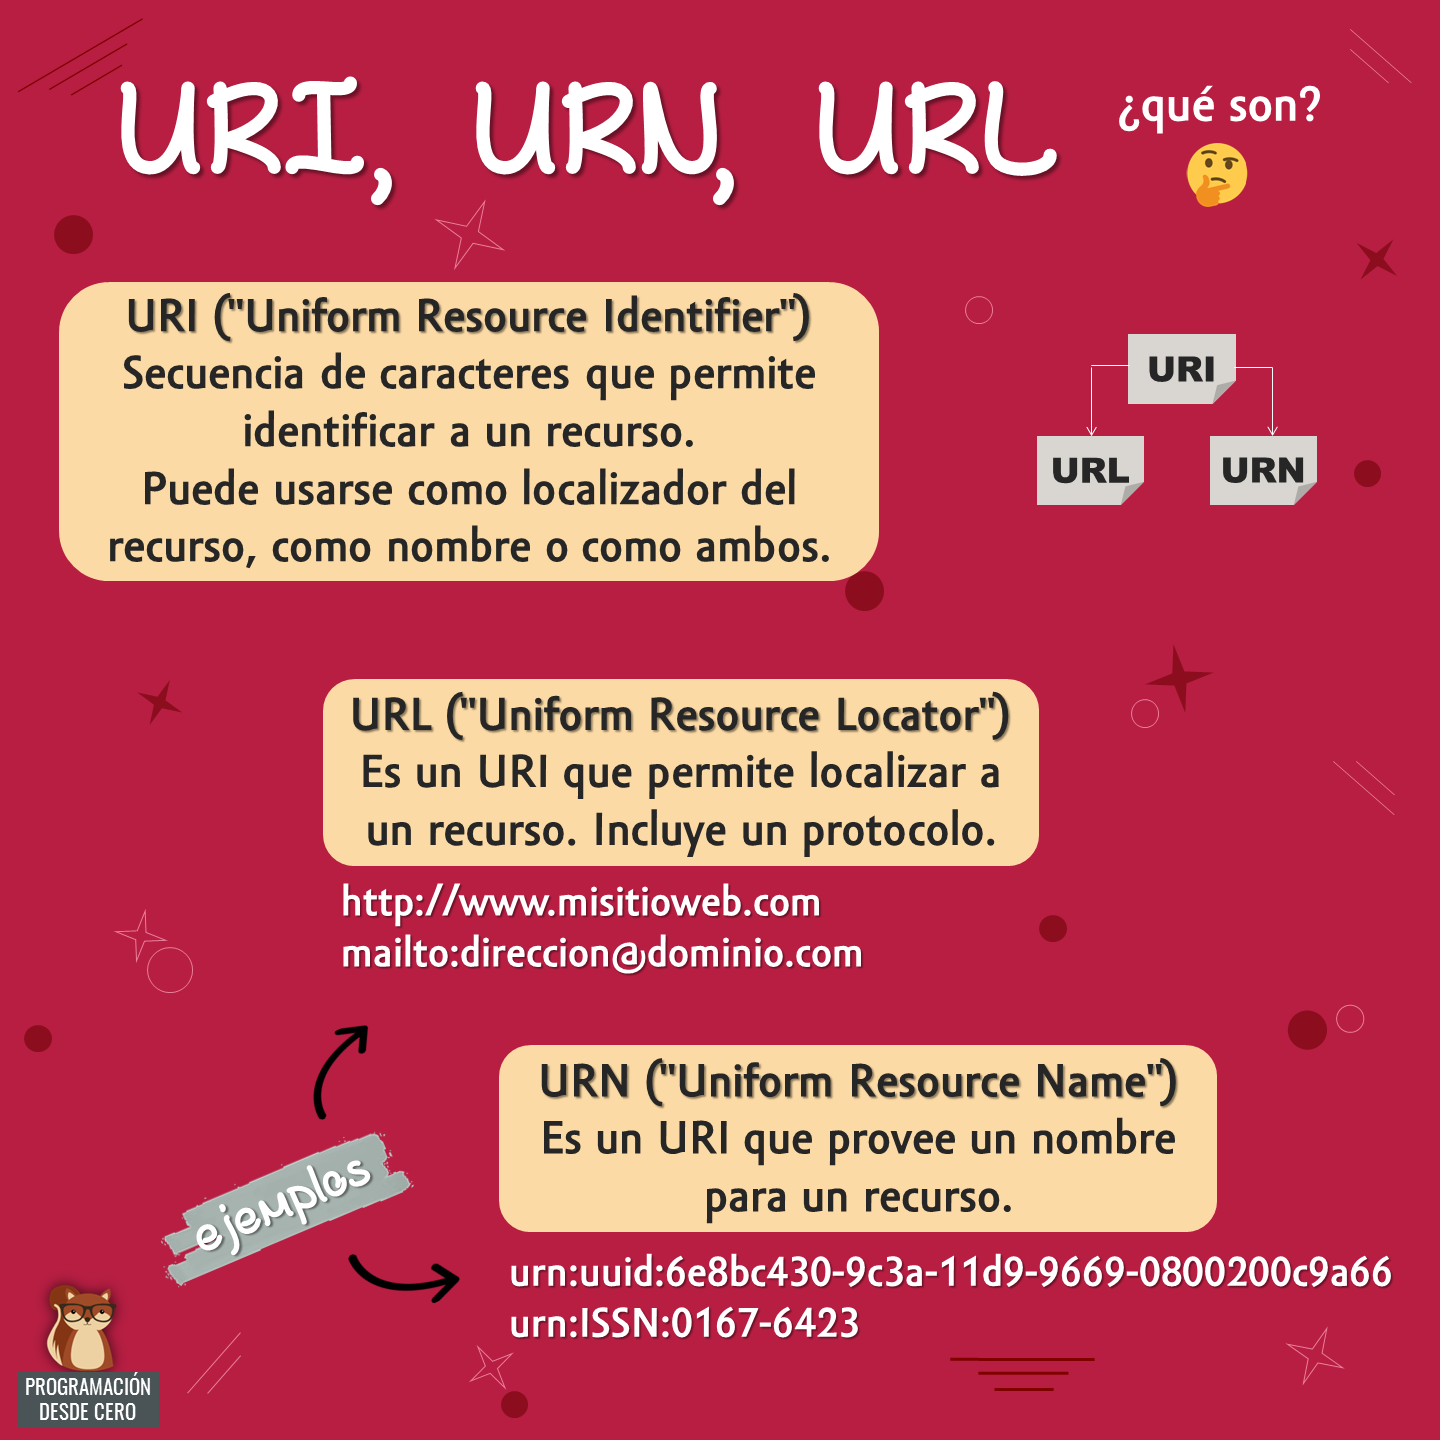 URI, URN, URL
¿qué son?
URI ("Uniform Resource Identifier")
Secuencia de caracteres que permite
identificar a un recurso.
Puede usarse como localizador del
recurso, como nombre o como ambos.
URI
URL
URN
URL ("Uniform Resource Locator")
Es un URI que permite localizar a
un recurso. Incluye un protocolo.
http://www.misitioweb.com
mailto:direccion@dominio.com
URN ("Uniform Resource Name")
Es un URI que provee un nombre
para un recurso.
ejemplos
urn:uuid:6e8bc430-9c3a-11d9-9669-0800200c9a66
urn:ISSN:0167-6423
PROGRAMACIÓN
DESDE CERO